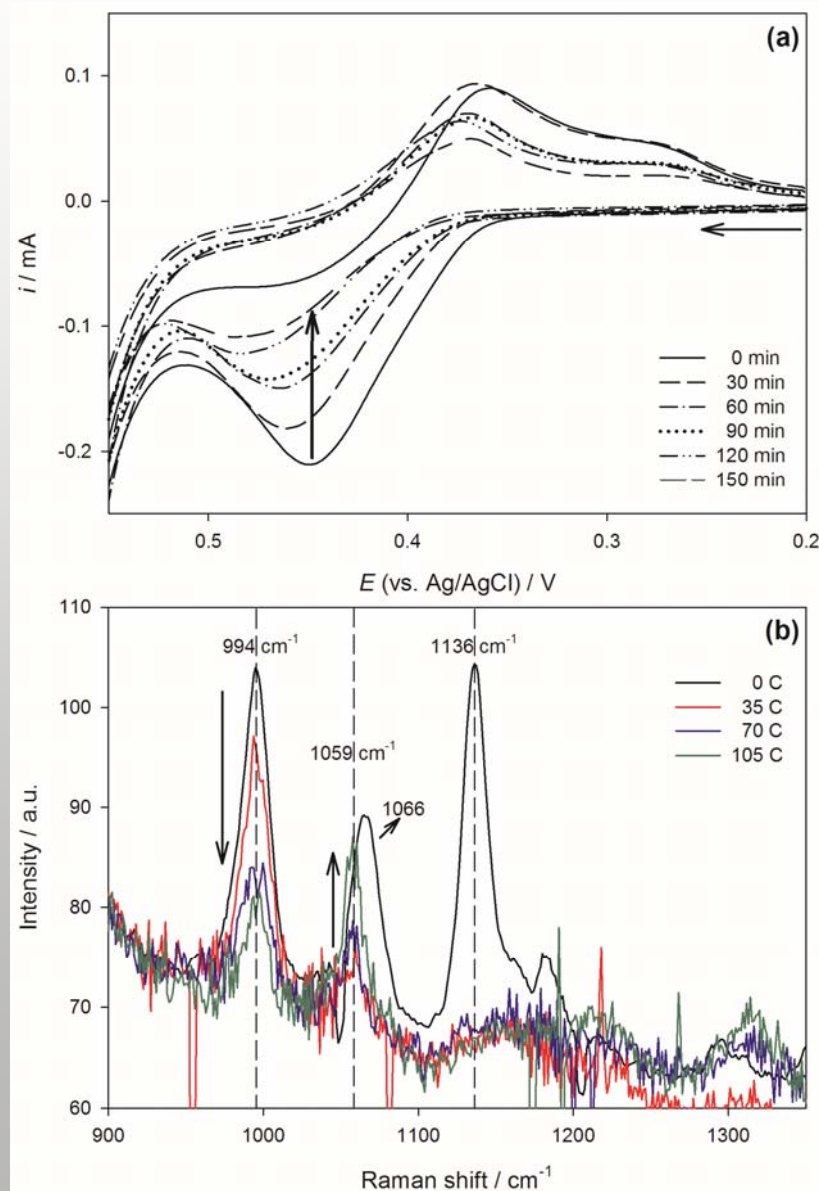 (a)
0.1
0.0
-0.1
-0.2
i / mA
0 min
30 min
60 min
90 min
120 min
150 min
0.5
0.4
0.3
0.2
E (vs. Ag/AgCl) / V
(b)
110
100
90
80
70
60
Intensity / a.u.
994 cm⁻¹
1059 cm⁻¹
1066
1136 cm⁻¹
0 C
35 C
70 C
105 C
900
1000
1100
1200
1300
Raman shift / cm⁻¹